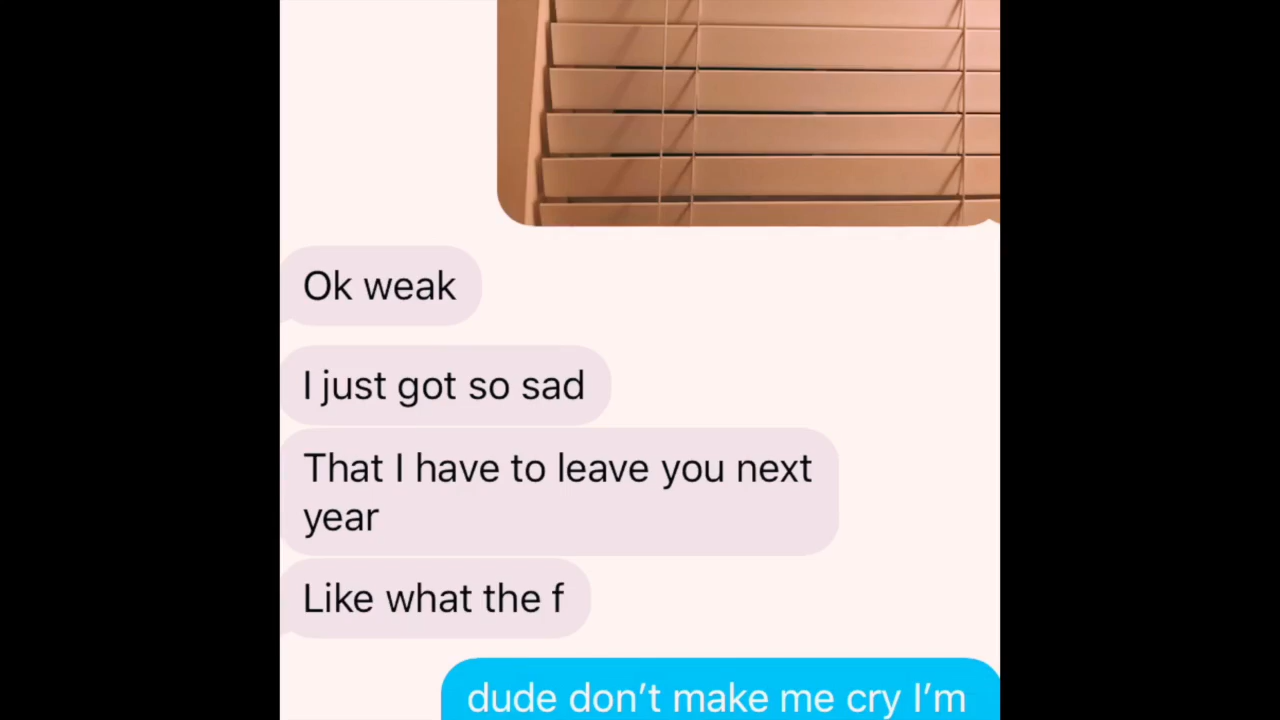 Ok weak
I just got so sad
That I have to leave you next
year
Like what the f
dude don’t make me cry I’m